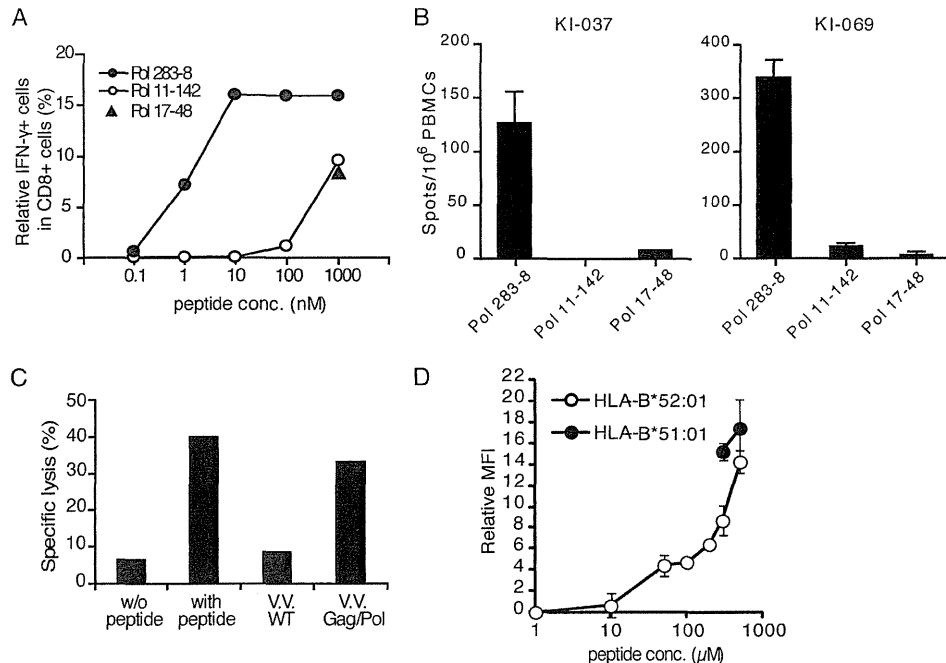 A
Relative IFN-γ+ cells
in CD8+ cells (%)
20
15
10
5
0
Pol 283-8
Pol 11-142
Pol 17-48
0.1
1
10
100
1000
peptide conc. (nM)
B
KI-037
Spots/10⁶ PBMCs
200
150
100
50
0
Pol 283-8
Pol 11-142
Pol 17-48
KI-069
400
300
200
100
0
Pol 283-8
Pol 11-142
Pol 17-48
C
Specific lysis (%)
50
40
30
20
10
0
w/o
peptide
with
peptide
V.V.
WT
V.V.
Gag/Pol
D
Relative MFI
22
20
18
16
14
12
10
8
6
4
2
0
HLA-B*52:01
HLA-B*51:01
1
10
100
1000
peptide conc. (µM)